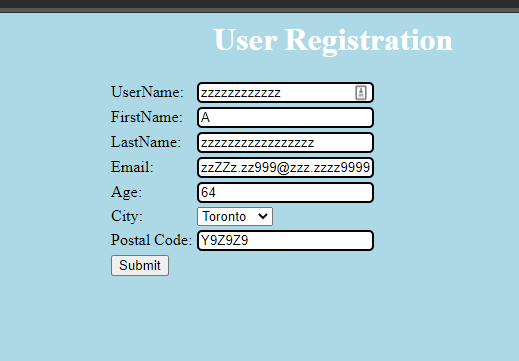 User Registration
UserName: zzzzzzzzzzzz
FirstName: A
LastName: zzzzzzzzzzzzzzzzz
Email: zzZZz.zz999@zzz.zzzz9999
Age: 64
City: Toronto
Postal Code: Y9Z9Z9
Submit